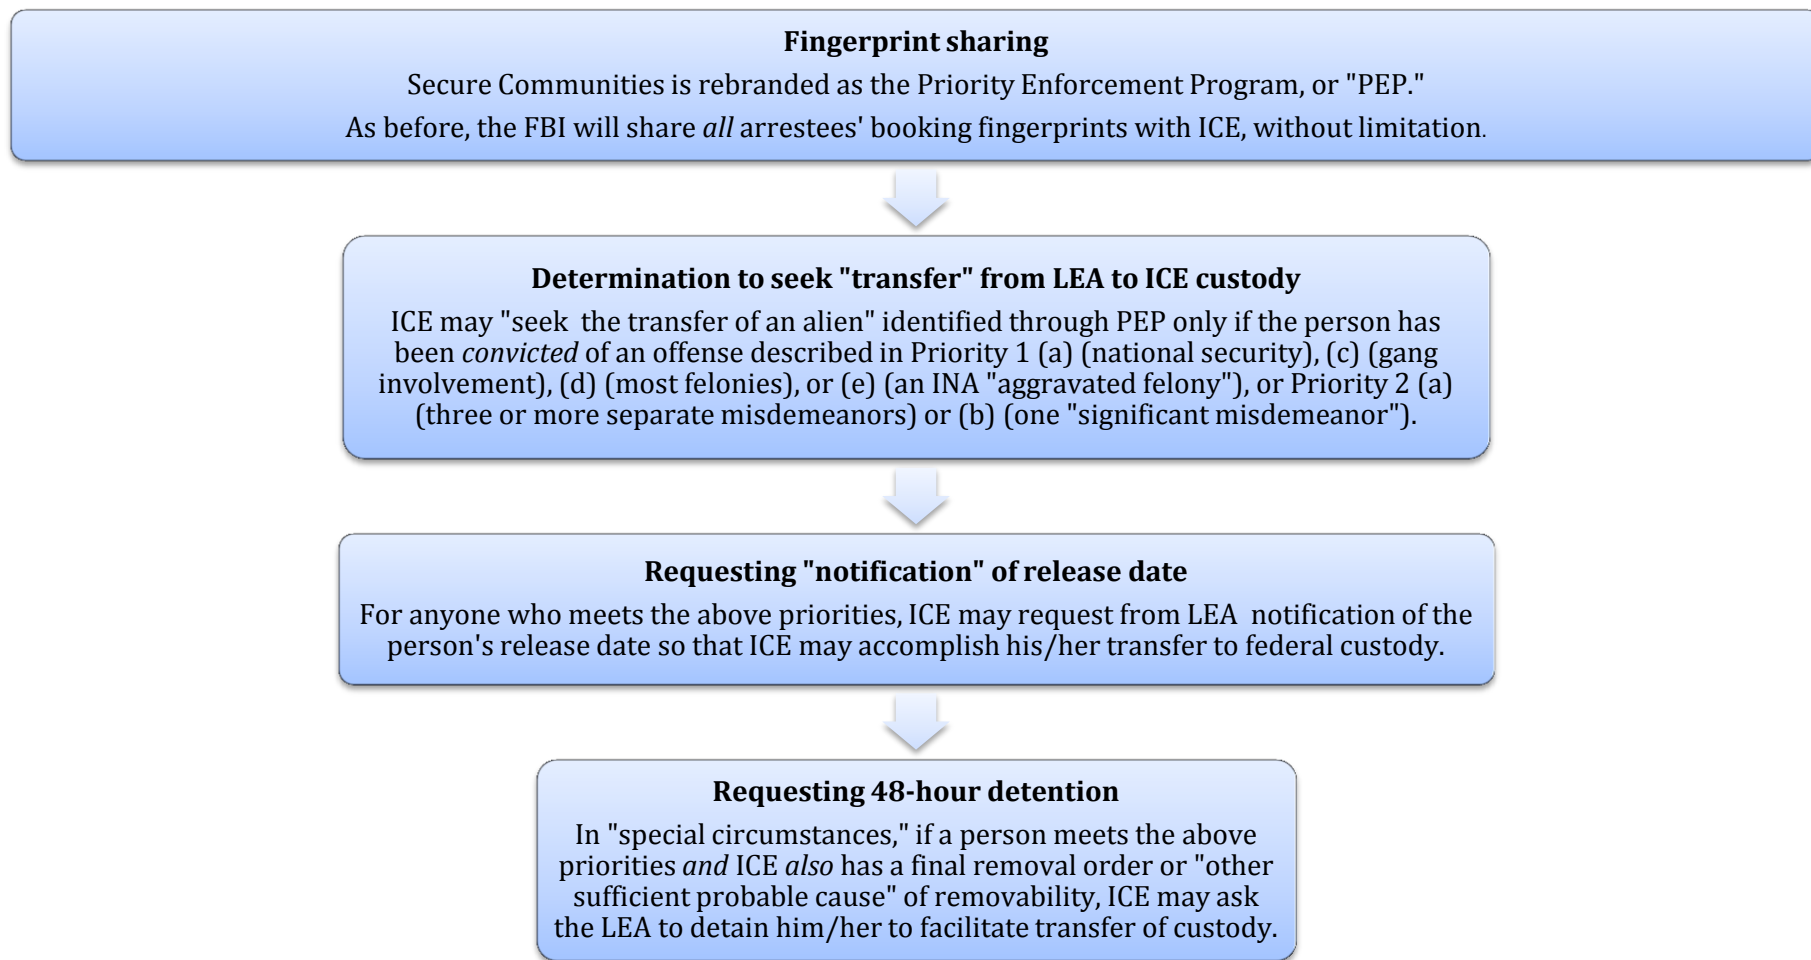 Fingerprint sharing
Secure Communities is rebranded as the Priority Enforcement Program, or "PEP."
As before, the FBI will share all arrestees' booking fingerprints with ICE, without limitation.
Determination to seek "transfer" from LEA to ICE custody
ICE may "seek the transfer of an alien" identified through PEP only if the person has
been convicted of an offense described in Priority 1 (a) (national security), (c) (gang
involvement), (d) (most felonies), or (e) (an INA "aggravated felony"), or Priority 2 (a)
(three or more separate misdemeanors) or (b) (one "significant misdemeanor").
Requesting "notification" of release date
For anyone who meets the above priorities, ICE may request from LEA notification of the
person's release date so that ICE may accomplish his/her transfer to federal custody.
Requesting 48-hour detention
In "special circumstances," if a person meets the above
priorities and ICE also has a final removal order or "other
sufficient probable cause" of removability, ICE may ask
the LEA to detain him/her to facilitate transfer of custody.